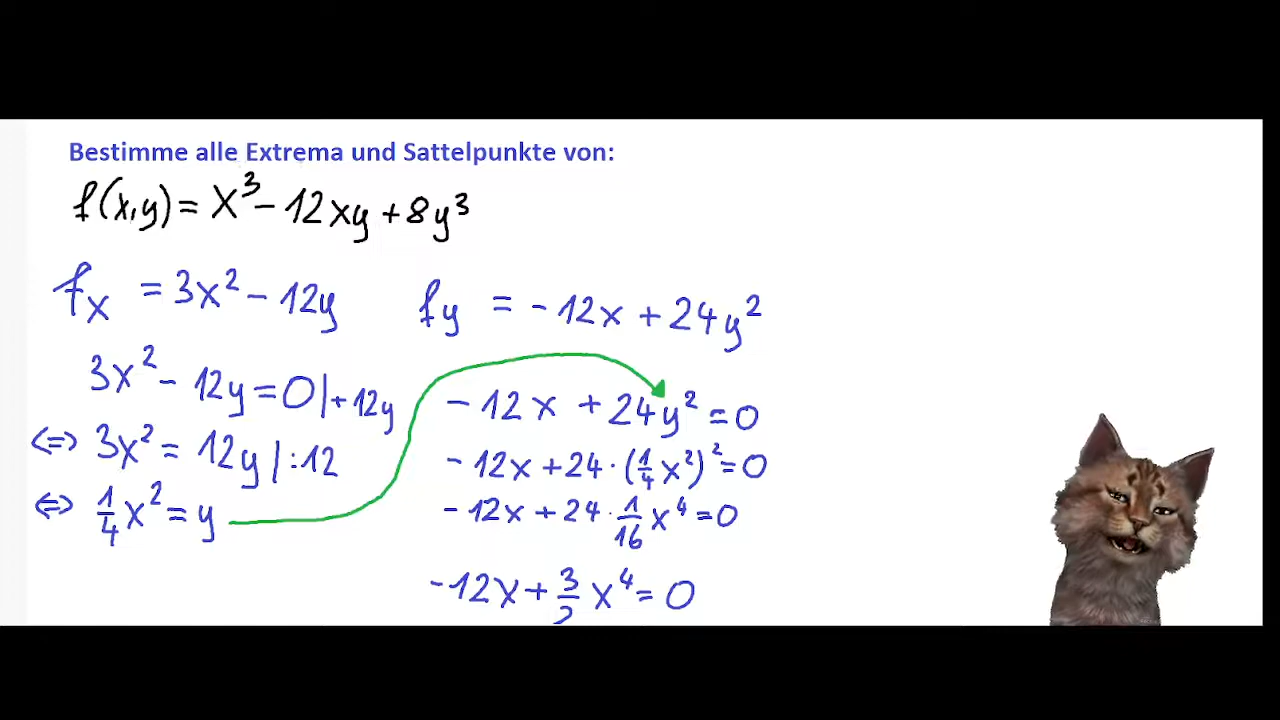 Bestimme alle Extrema und Sattelpunkte von:
f(x,y) = x³ - 12xy + 8y³
fx = 3x² - 12y
fy = -12x + 24y²
3x² - 12y = 0 | + 12y
⇔ 3x² = 12y | :12
⇔ 1/4 x² = y
-12x + 24y² = 0
-12x + 24 · (1/4 x²)² = 0
-12x + 24 · 1/16 x⁴ = 0
-12x + 3/2 x⁴ = 0